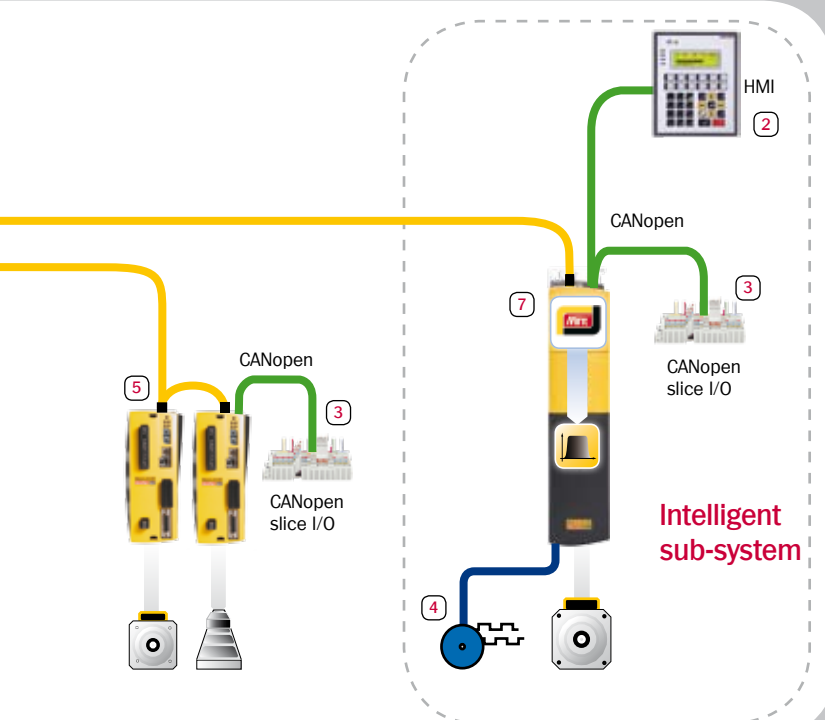 HMI
2
CANopen
7
3
CANopen
slice I/O
CANopen
5
3
CANopen
slice I/O
Intelligent
sub-system
4